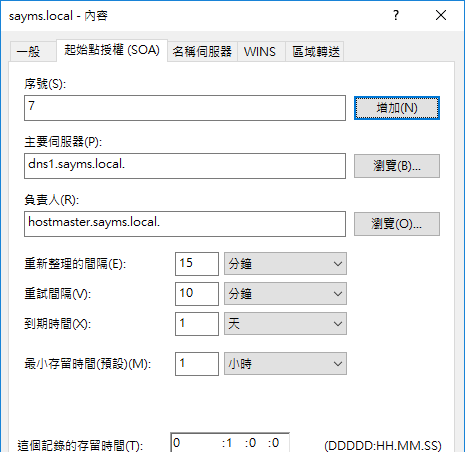 sayms.local - 內容
一般 起始點授權 (SOA) 名稱伺服器 WINS 區域轉送
序號(S):
7 增加(N)
主要伺服器(P):
dns1.sayms.local. 瀏覽(B)...
負責人(R):
hostmaster.sayms.local. 瀏覽(O)...
重新整理的間隔(E): 15 分鐘
重試間隔(V): 10 分鐘
到期時間(X): 1 天
最小存留時間(預設)(M): 1 小時
這個記錄的存留時間(T): 0 :1 :0 :0 (DDDDD:HH.MM.SS)